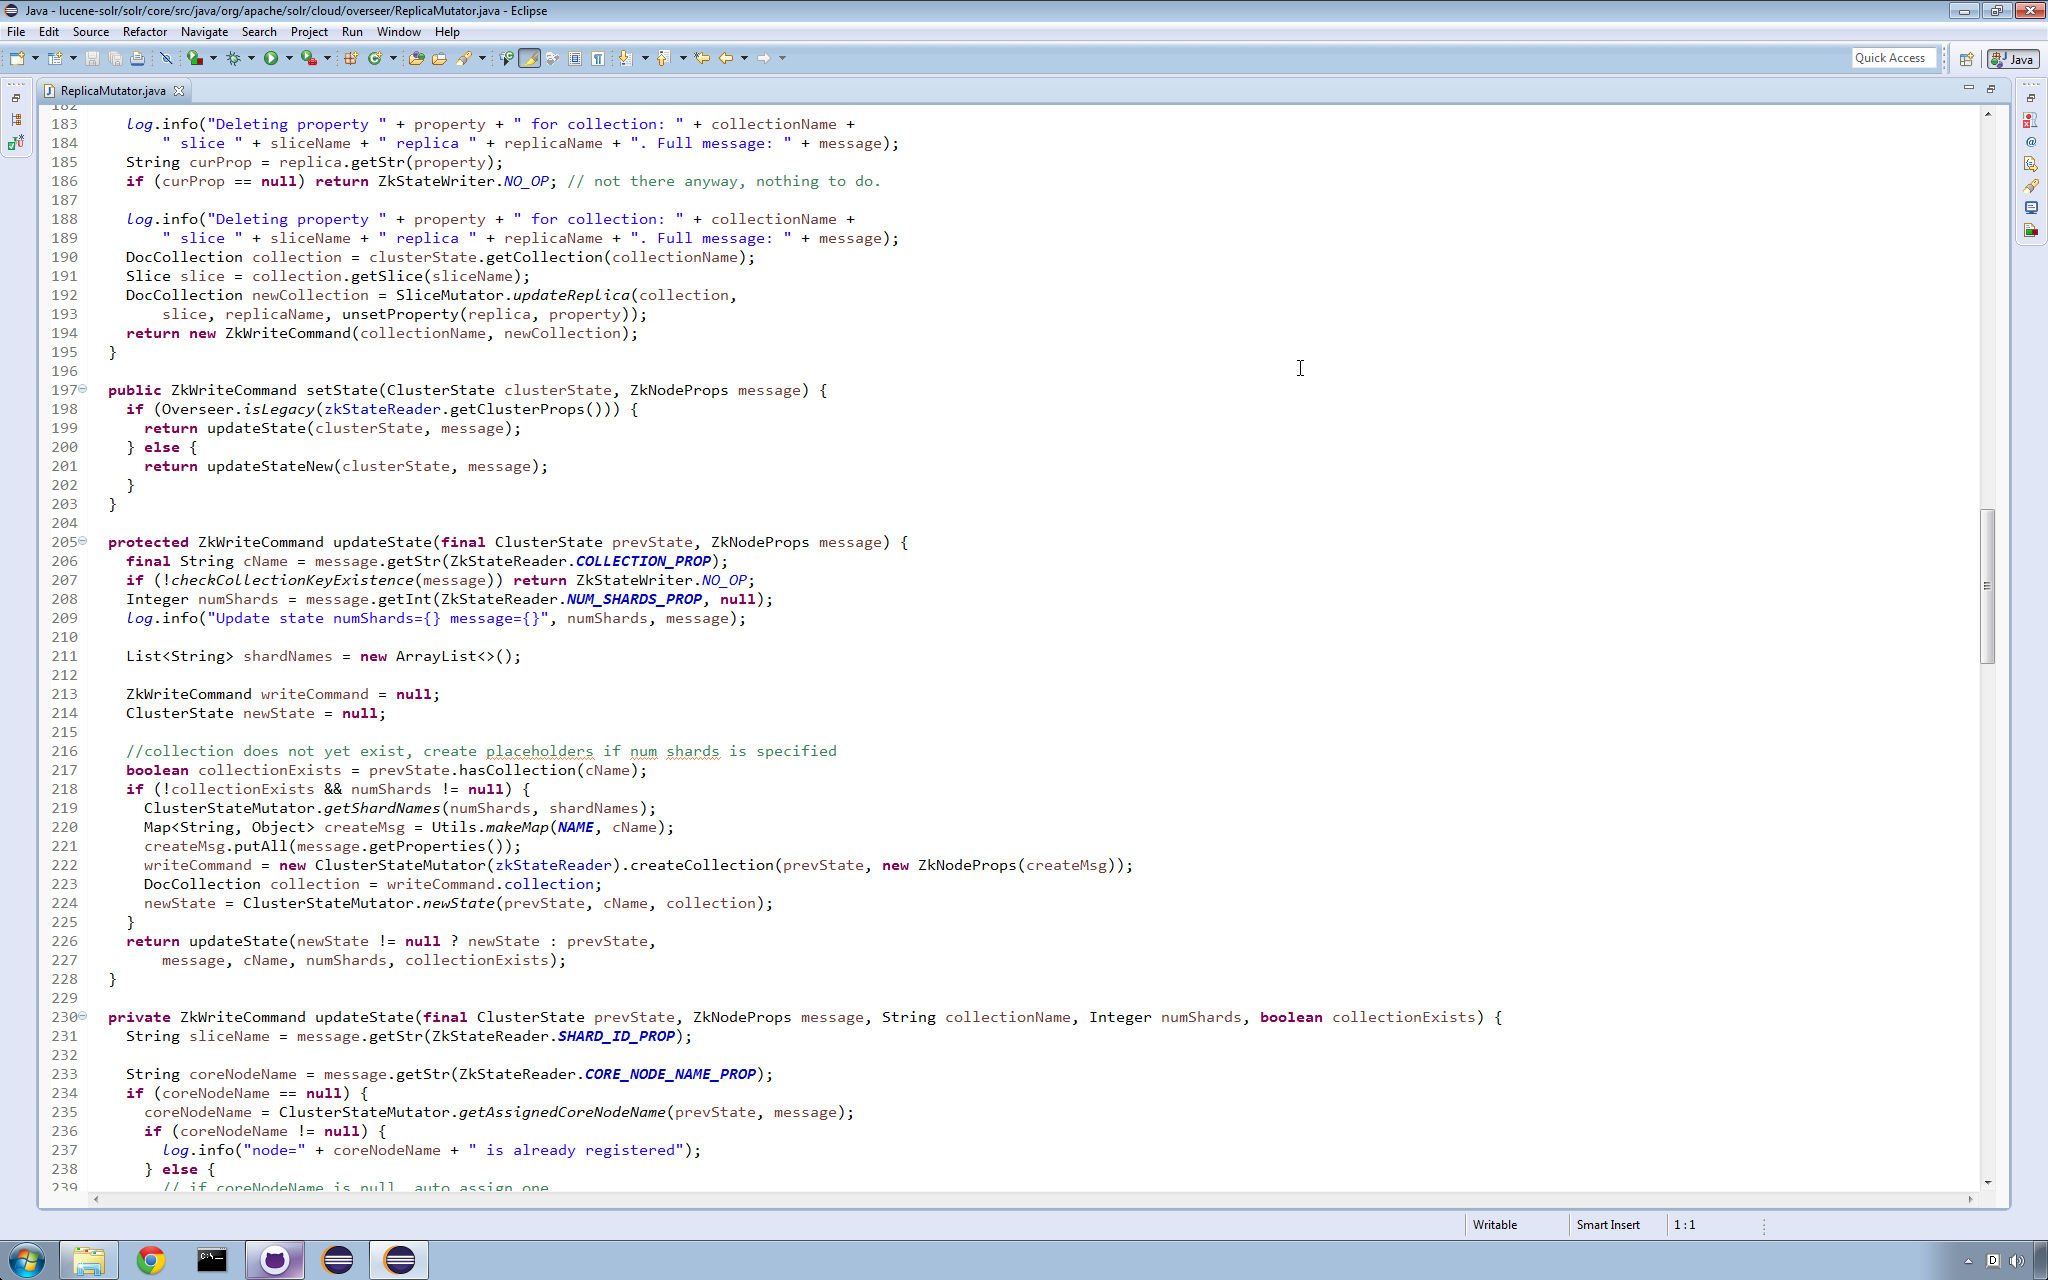 Java - lucene-solr/solr/core/src/java/org/apache/solr/cloud/overseer/ReplicaMutator.java - Eclipse
File Edit Source Refactor Navigate Search Project Run Window Help
Quick Access
Java
ReplicaMutator.java
182
183 log.info("Deleting property " + property + " for collection: " + collectionName +
184 " slice " + sliceName + " replica " + replicaName + ". Full message: " + message);
185 String curProp = replica.getStr(property);
186 if (curProp == null) return ZkStateWriter.NO_OP; // not there anyway, nothing to do.
187
188 log.info("Deleting property " + property + " for collection: " + collectionName +
189 " slice " + sliceName + " replica " + replicaName + ". Full message: " + message);
190 DocCollection collection = clusterState.getCollection(collectionName);
191 Slice slice = collection.getSlice(sliceName);
192 DocCollection newCollection = SliceMutator.updateReplica(collection,
193 slice, replicaName, unsetProperty(replica, property));
194 return new ZkWriteCommand(collectionName, newCollection);
195 }
196
197 public ZkWriteCommand setState(ClusterState clusterState, ZkNodeProps message) {
198 if (Overseer.isLegacy(zkStateReader.getClusterProps())) {
199 return updateState(clusterState, message);
200 } else {
201 return updateStateNew(clusterState, message);
202 }
203 }
204
205 protected ZkWriteCommand updateState(final ClusterState prevState, ZkNodeProps message) {
206 final String cName = message.getStr(ZkStateReader.COLLECTION_PROP);
207 if (!checkCollectionKeyExistence(message)) return ZkStateWriter.NO_OP;
208 Integer numShards = message.getInt(ZkStateReader.NUM_SHARDS_PROP, null);
209 log.info("Update state numShards={} message={}", numShards, message);
210
211 List<String> shardNames = new ArrayList<>();
212
213 ZkWriteCommand writeCommand = null;
214 ClusterState newState = null;
215
216 //collection does not yet exist, create placeholders if num shards is specified
217 boolean collectionExists = prevState.hasCollection(cName);
218 if (!collectionExists && numShards != null) {
219 ClusterStateMutator.getShardNames(numShards, shardNames);
220 Map<String, Object> createMsg = Utils.makeMap(NAME, cName);
221 createMsg.putAll(message.getProperties());
222 writeCommand = new ClusterStateMutator(zkStateReader).createCollection(prevState, new ZkNodeProps(createMsg));
223 DocCollection collection = writeCommand.collection;
224 newState = ClusterStateMutator.newState(prevState, cName, collection);
225 }
226 return updateState(newState != null ? newState : prevState,
227 message, cName, numShards, collectionExists);
228 }
229
230 private ZkWriteCommand updateState(final ClusterState prevState, ZkNodeProps message, String collectionName, Integer numShards, boolean collectionExists) {
231 String sliceName = message.getStr(ZkStateReader.SHARD_ID_PROP);
232
233 String coreNodeName = message.getStr(ZkStateReader.CORE_NODE_NAME_PROP);
234 if (coreNodeName == null) {
235 coreNodeName = ClusterStateMutator.getAssignedCoreNodeName(prevState, message);
236 if (coreNodeName != null) {
237 log.info("node=" + coreNodeName + " is already registered");
238 } else {
239 // if coreNodeName is null, auto assign one
Writable Smart Insert 1 : 1